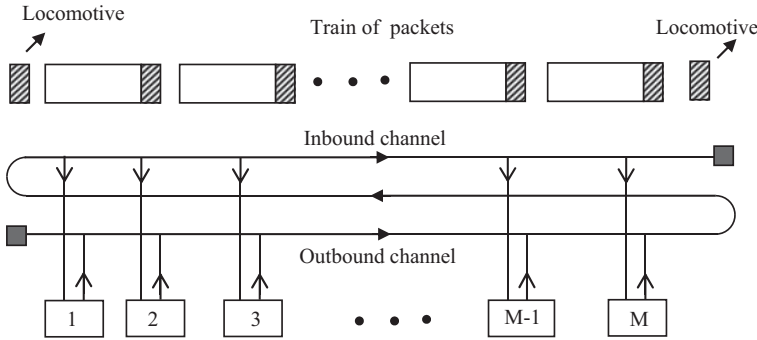 Locomotive
Train of packets
Locomotive
Inbound channel
Outbound channel
1 2 3 M-1 M